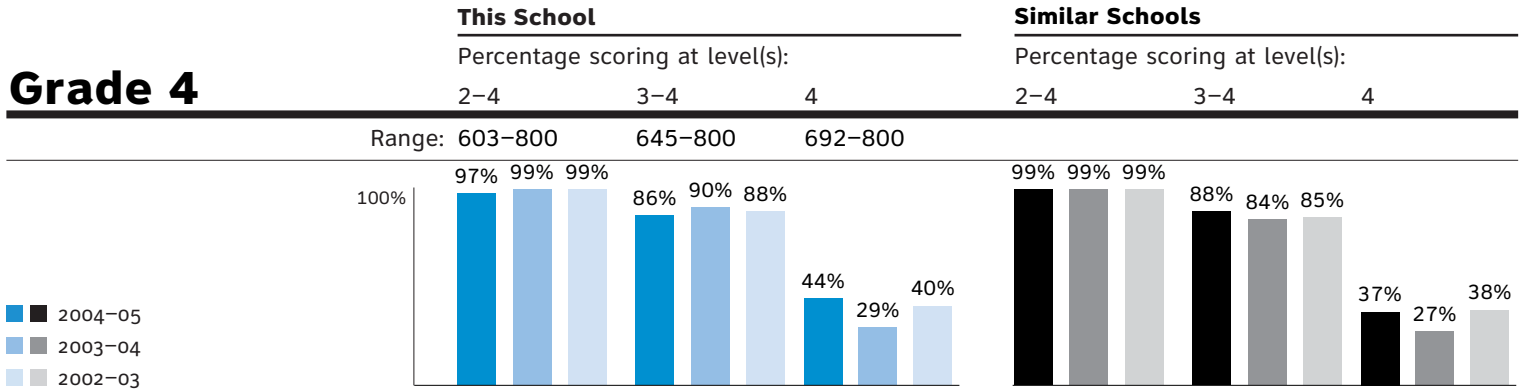 This School Similar Schools
Percentage scoring at level(s): Percentage scoring at level(s):
Grade 4 2–4 3–4 4 2–4 3–4 4
Range: 603–800 645–800 692–800
97% 99% 99% 86% 90% 88% 44% 29% 40% 99% 99% 99% 88% 84% 85% 37% 27% 38%
100%
2004–05
2003–04
2002–03